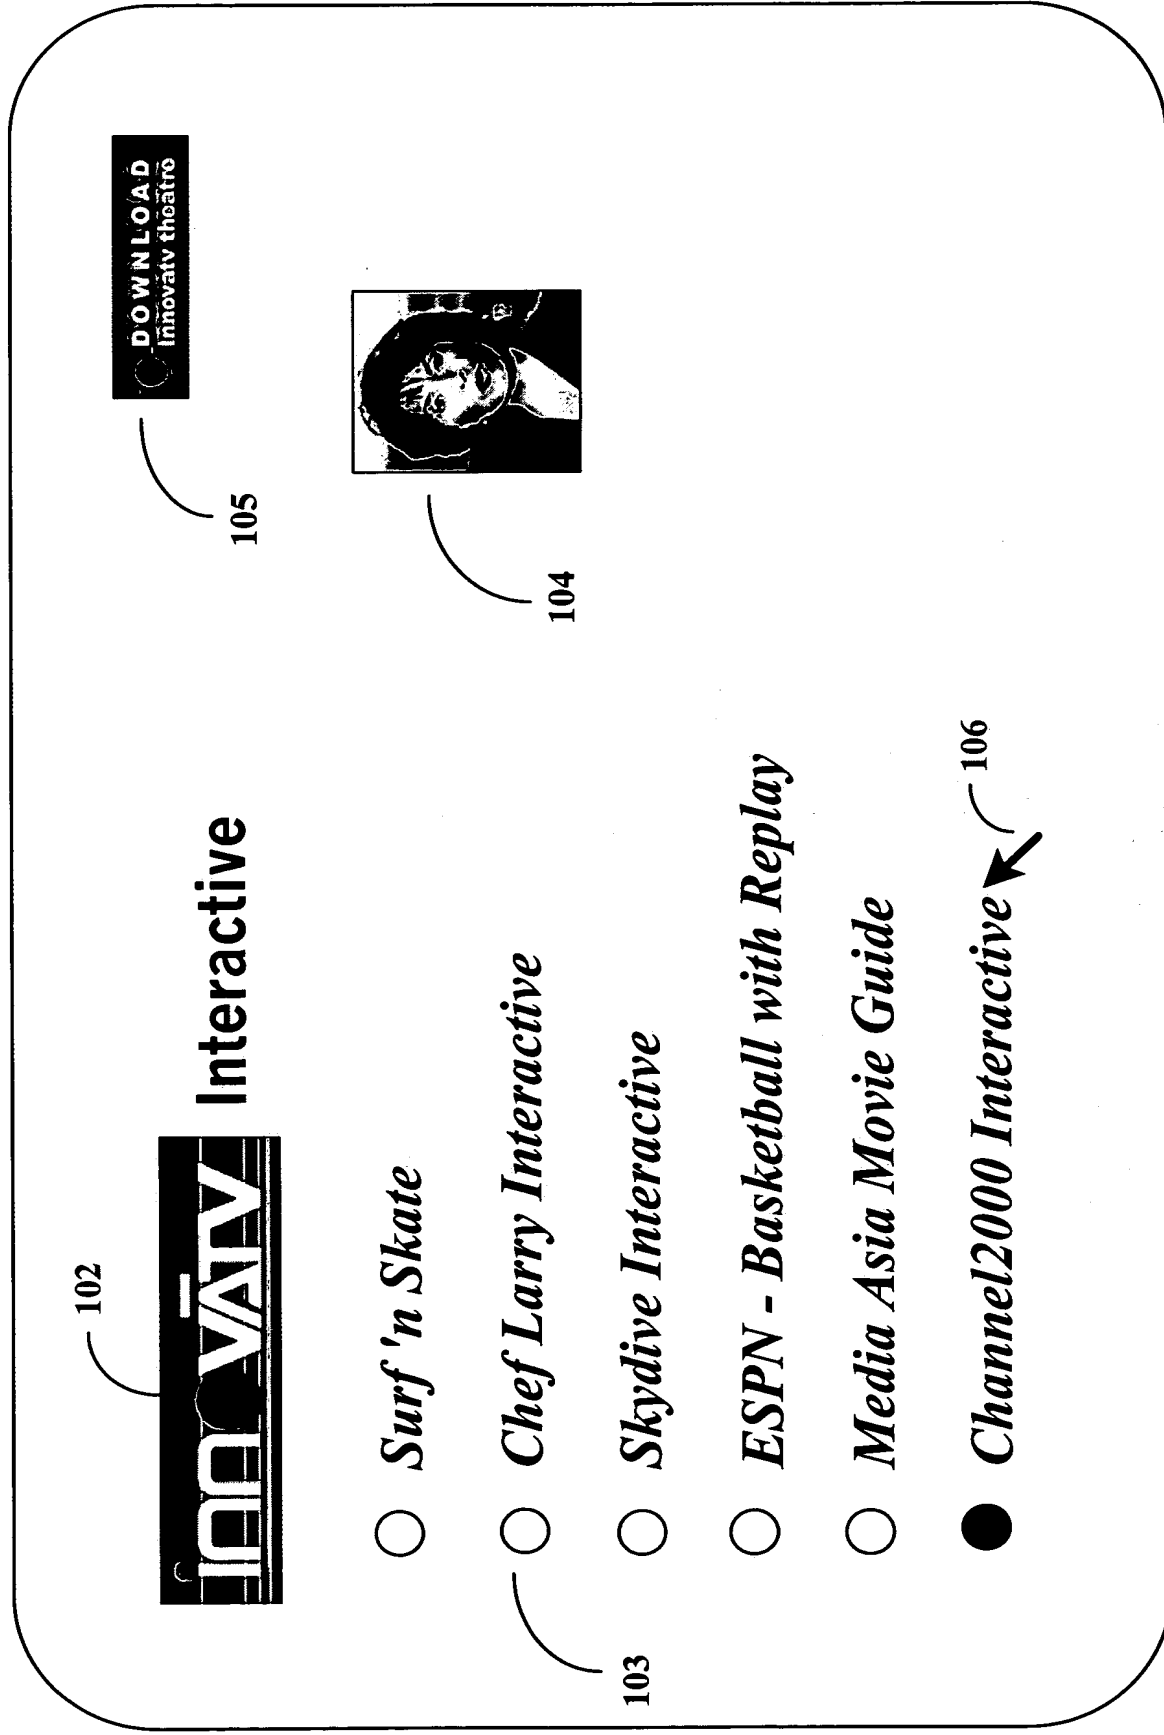 102
innOVATV Interactive
105
DOWNLOAD
Innovatv theatre
104
Surf 'n Skate
103
Chef Larry Interactive
Skydive Interactive
ESPN - Basketball with Replay
Media Asia Movie Guide
Channel2000 Interactive
106